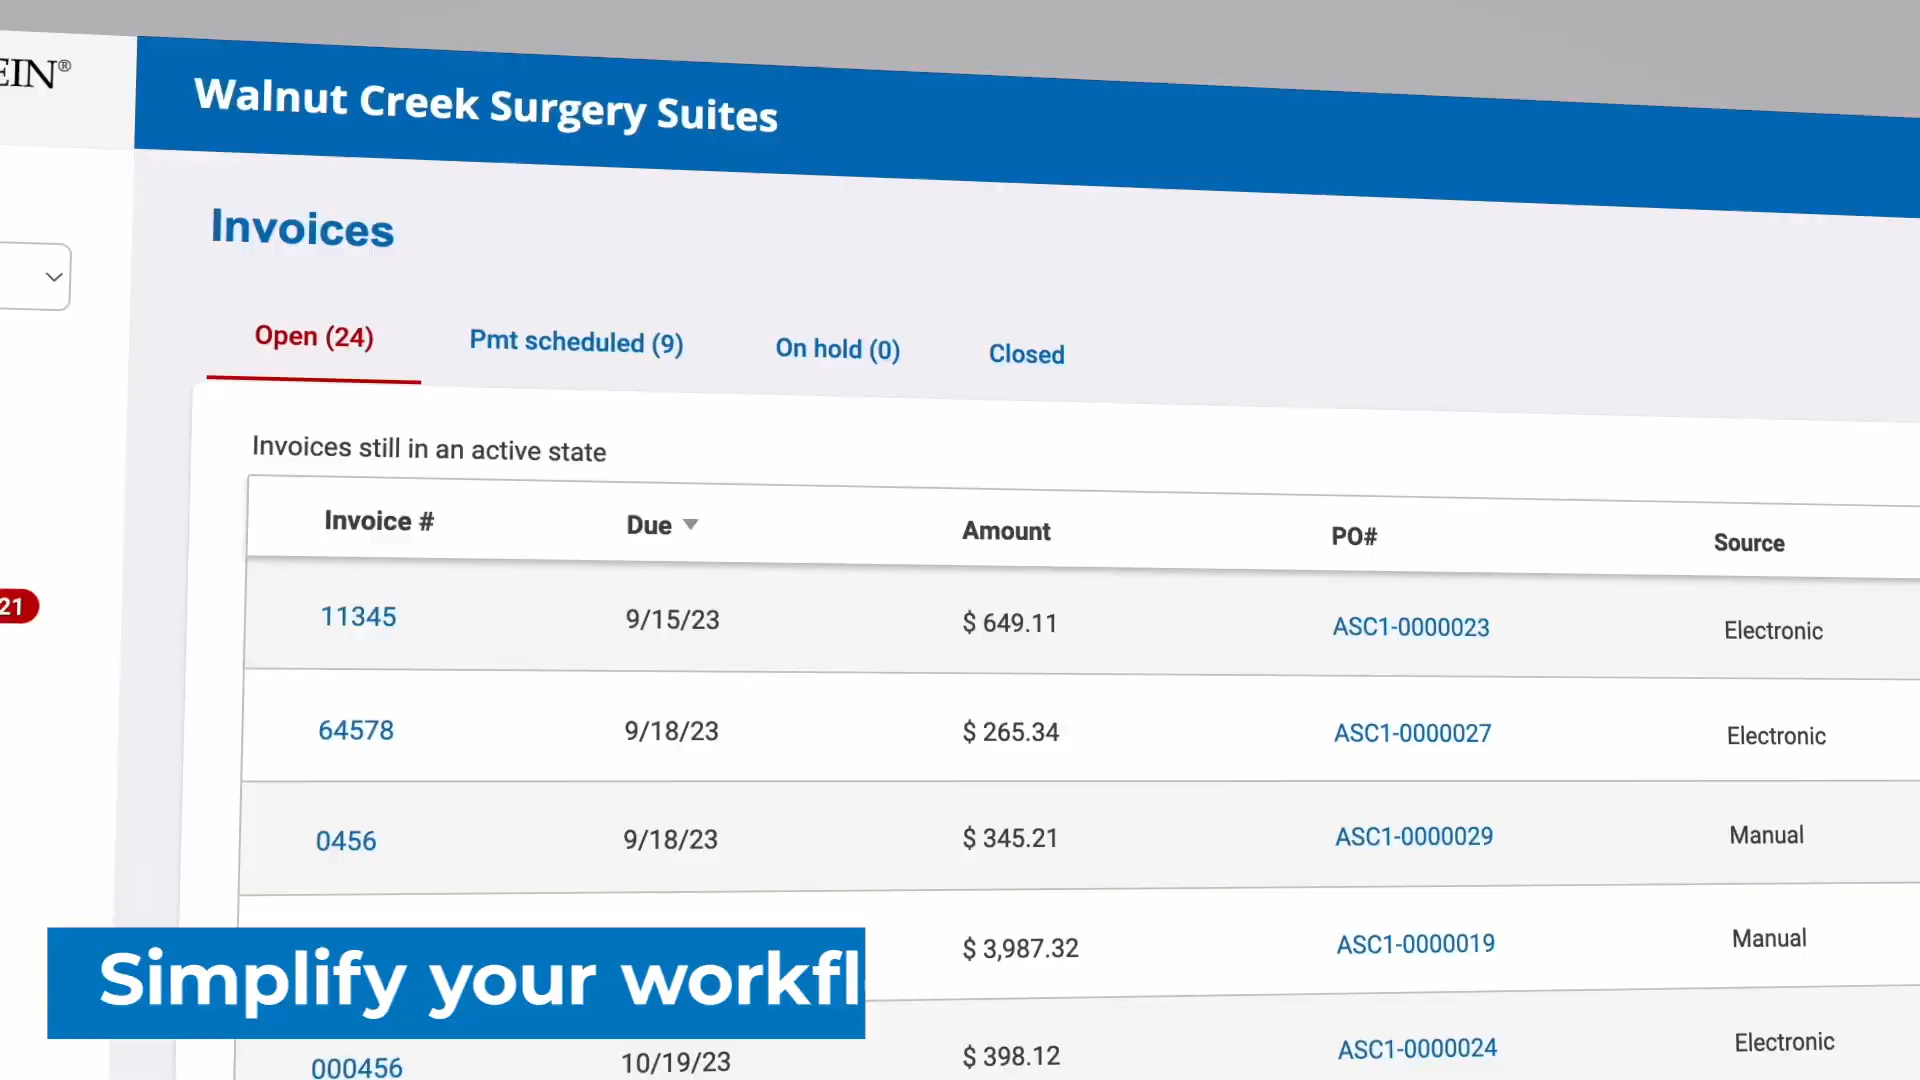 EIN®
Walnut Creek Surgery Suites
Invoices
Open (24) Pmt scheduled (9) On hold (0) Closed
Invoices still in an active state
Invoice # Due Amount PO# Source
11345 9/15/23 $ 649.11 ASC1-0000023 Electronic
21
64578 9/18/23 $ 265.34 ASC1-0000027 Electronic
0456 9/18/23 $ 345.21 ASC1-0000029 Manual
$ 3,987.32 ASC1-0000019 Manual
Simplify your workfl
000456 10/19/23 $ 398.12 ASC1-0000024 Electronic